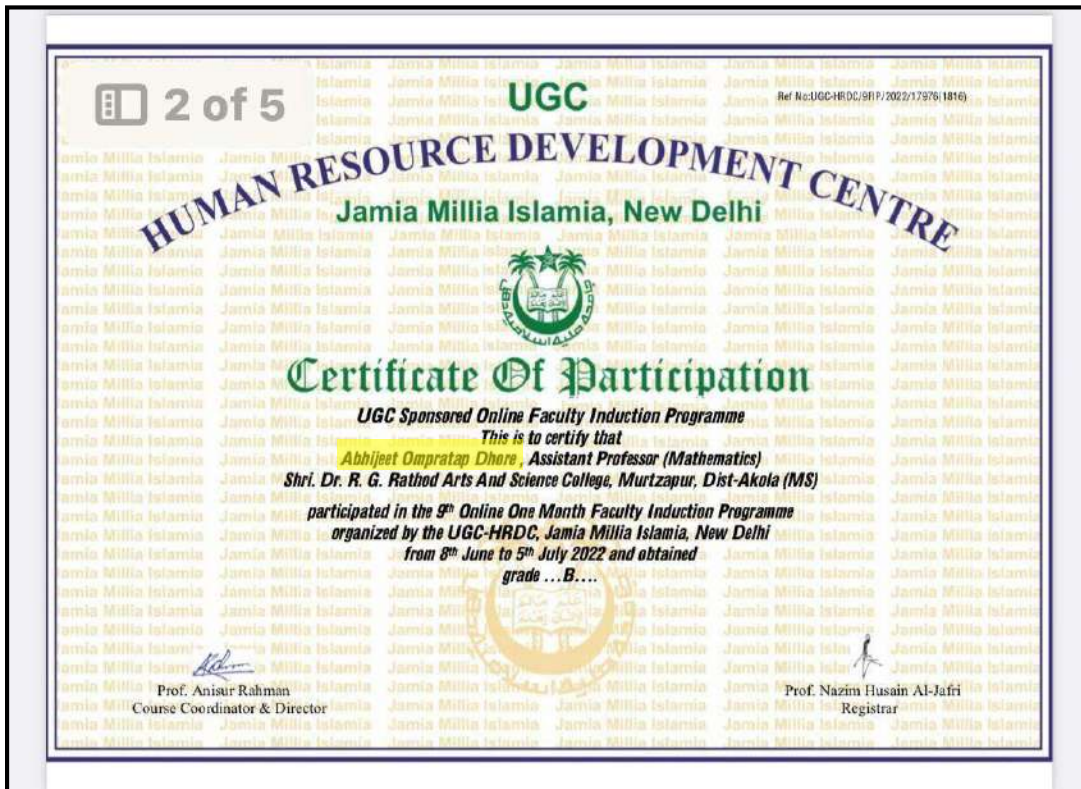 2 of 5
UGC
Ref No:UGC-HRDC/9FIP/2022/17976(1816)
HUMAN RESOURCE DEVELOPMENT CENTRE
Jamia Millia Islamia, New Delhi
Certificate Of Participation
UGC Sponsored Online Faculty Induction Programme
This is to certify that
Abhijeet Ompratap Dhore , Assistant Professor (Mathematics)
Shri. Dr. R. G. Rathod Arts And Science College, Murtzapur, Dist-Akola (MS)
participated in the 9th Online One Month Faculty Induction Programme
organized by the UGC-HRDC, Jamia Millia Islamia, New Delhi
from 8th June to 5th July 2022 and obtained
grade ...B....
Prof. Anisur Rahman
Course Coordinator & Director
Prof. Nazim Husain Al-Jafri
Registrar